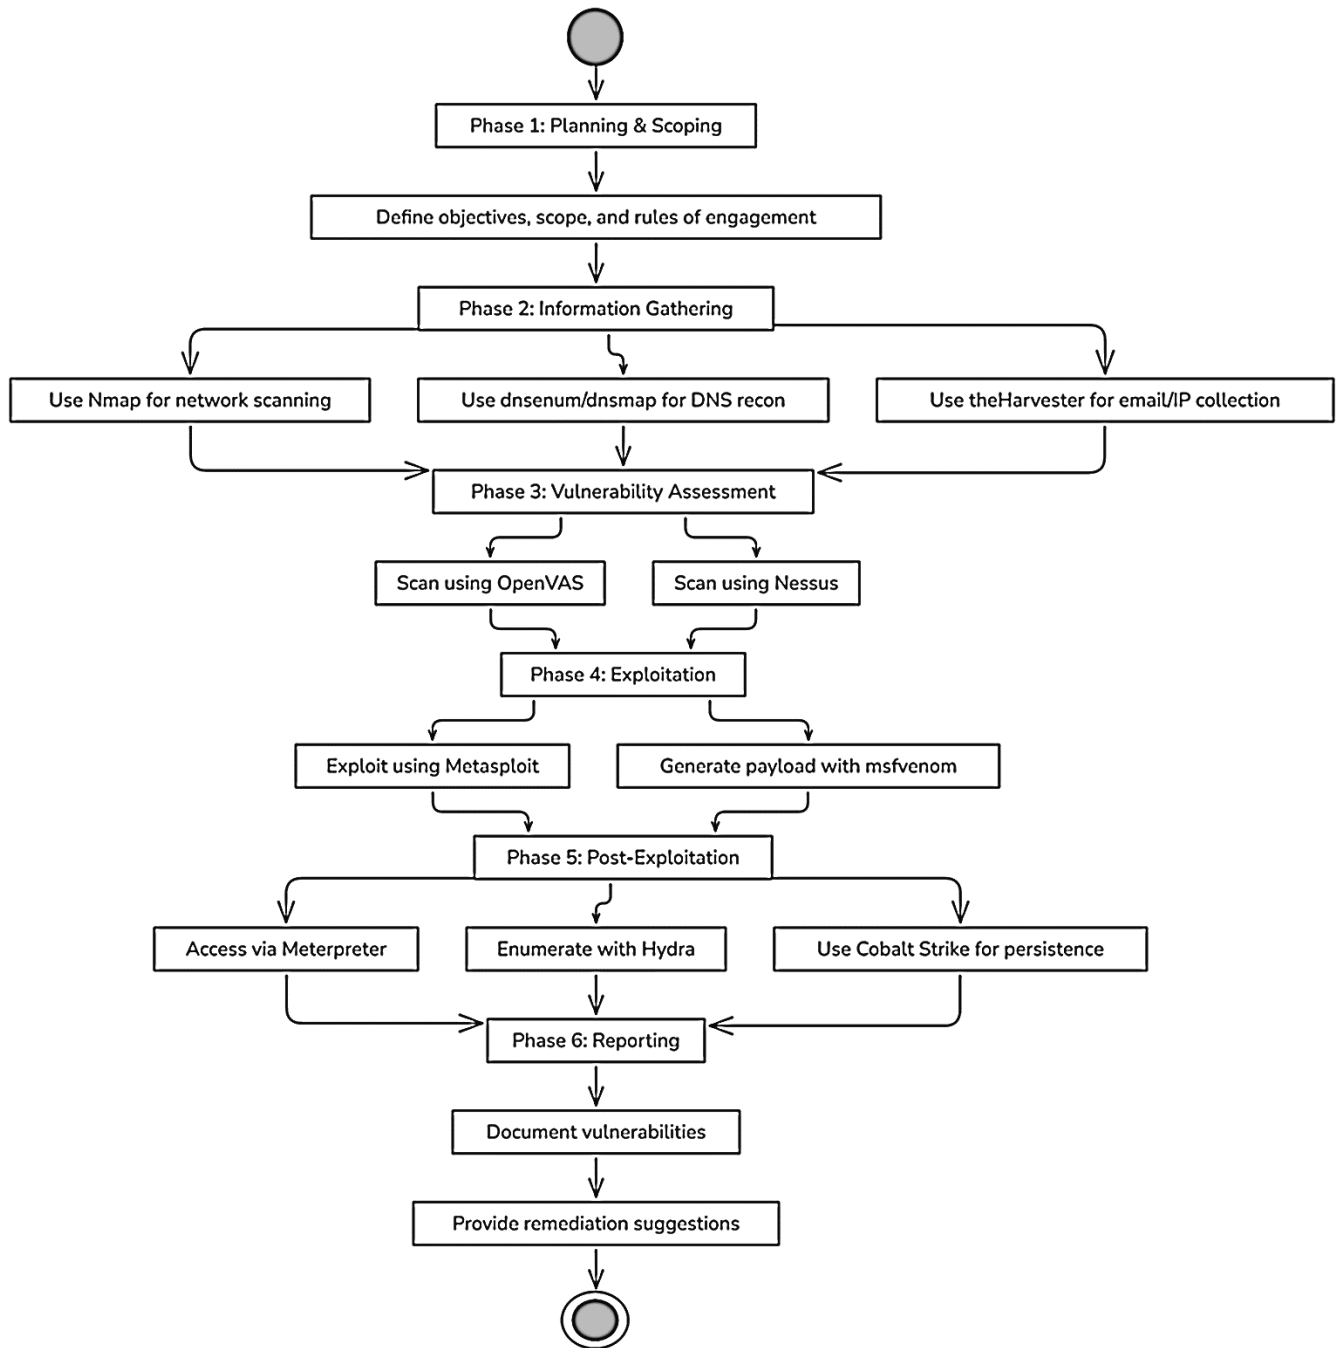 Phase 1: Planning & Scoping
Define objectives, scope, and rules of engagement
Phase 2: Information Gathering
Use Nmap for network scanning
Use dnsenum/dnsmap for DNS recon
Use theHarvester for email/IP collection
Phase 3: Vulnerability Assessment
Scan using OpenVAS
Scan using Nessus
Phase 4: Exploitation
Exploit using Metasploit
Generate payload with msfvenom
Phase 5: Post-Exploitation
Access via Meterpreter
Enumerate with Hydra
Use Cobalt Strike for persistence
Phase 6: Reporting
Document vulnerabilities
Provide remediation suggestions